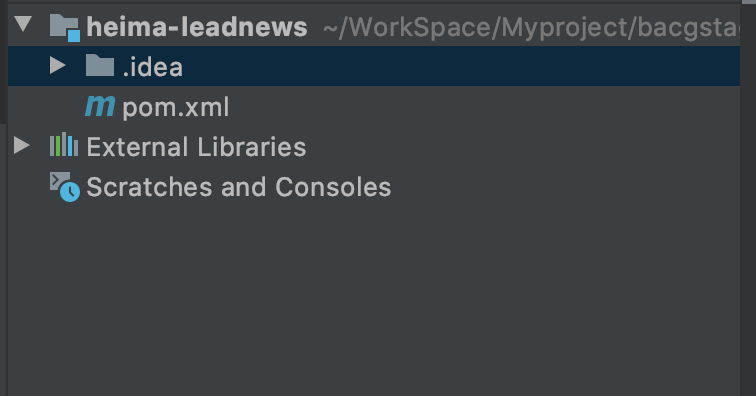 heima-leadnews ~/WorkSpace/Myproject/bacgsta
.idea
pom.xml
External Libraries
Scratches and Consoles